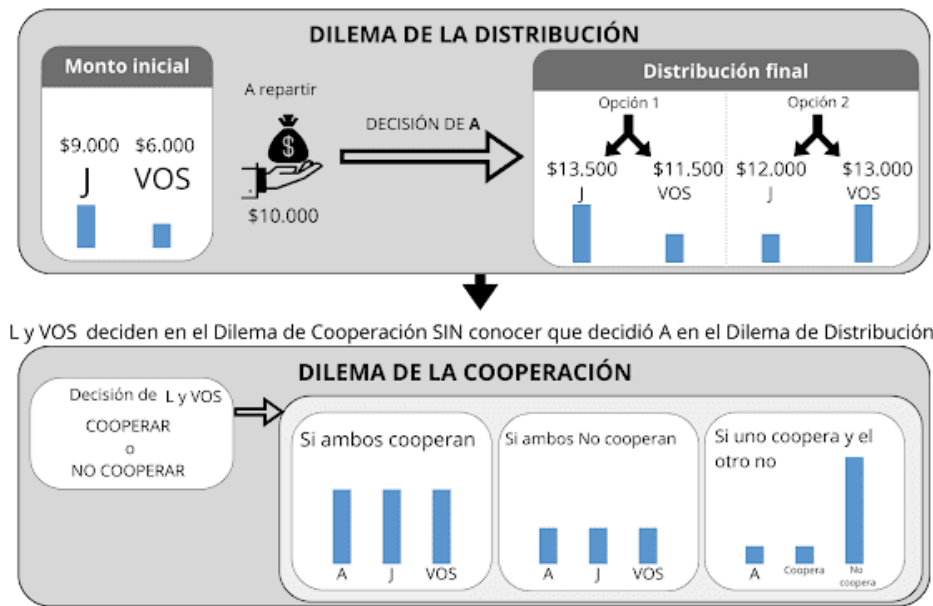 DILEMA DE LA DISTRIBUCIÓN
Monto inicial
$9.000 $6.000
J VOS
A repartir
$
$10.000
DECISIÓN DE A
Distribución final
Opción 1 Opción 2
$13.500 $11.500 $12.000 $13.000
J VOS J VOS
L y VOS deciden en el Dilema de Cooperación SIN conocer que decidió A en el Dilema de Distribución
DILEMA DE LA COOPERACIÓN
Decisión de L y VOS
COOPERAR
o
NO COOPERAR
Si ambos cooperan
A J VOS
Si ambos No cooperan
A J VOS
Si uno coopera y el
otro no
A Coopera No
coopera